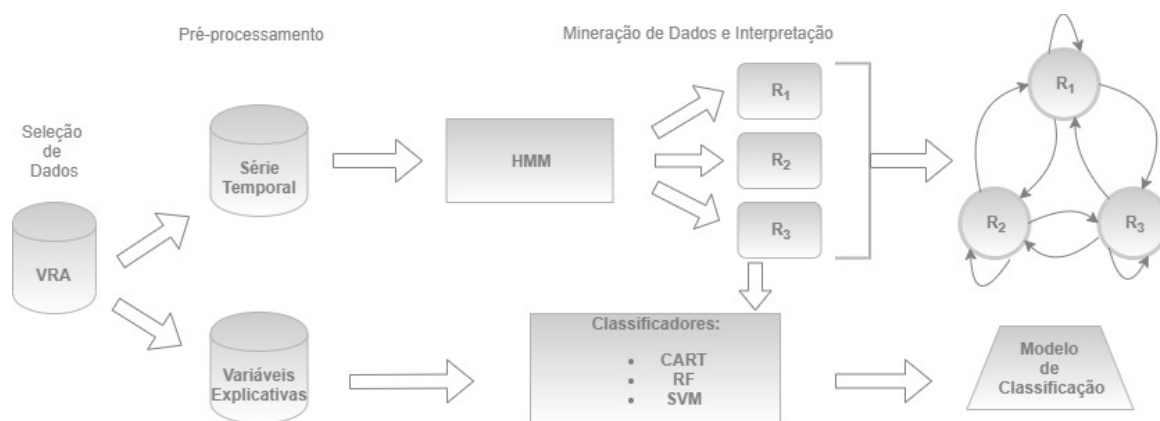 Pré-processamento
Mineração de Dados e Interpretação
Seleção
de
Dados
VRA
Série
Temporal
HMM
R1
R2
R3
R1
R2
R3
Variáveis
Explicativas
Classificadores:
• CART
• RF
• SVM
Modelo
de
Classificação